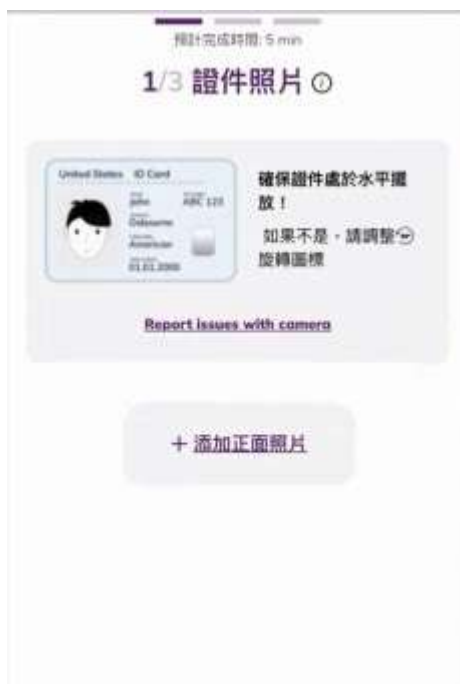 預計完成時間: 5 min
1/3 證件照片
United States ID Card
John ABC 123
Osbourne
American
01.01.2000
確保證件處於水平擺
放！
如果不是，請調整
旋轉圖標
Report issues with camera
+ 添加正面照片